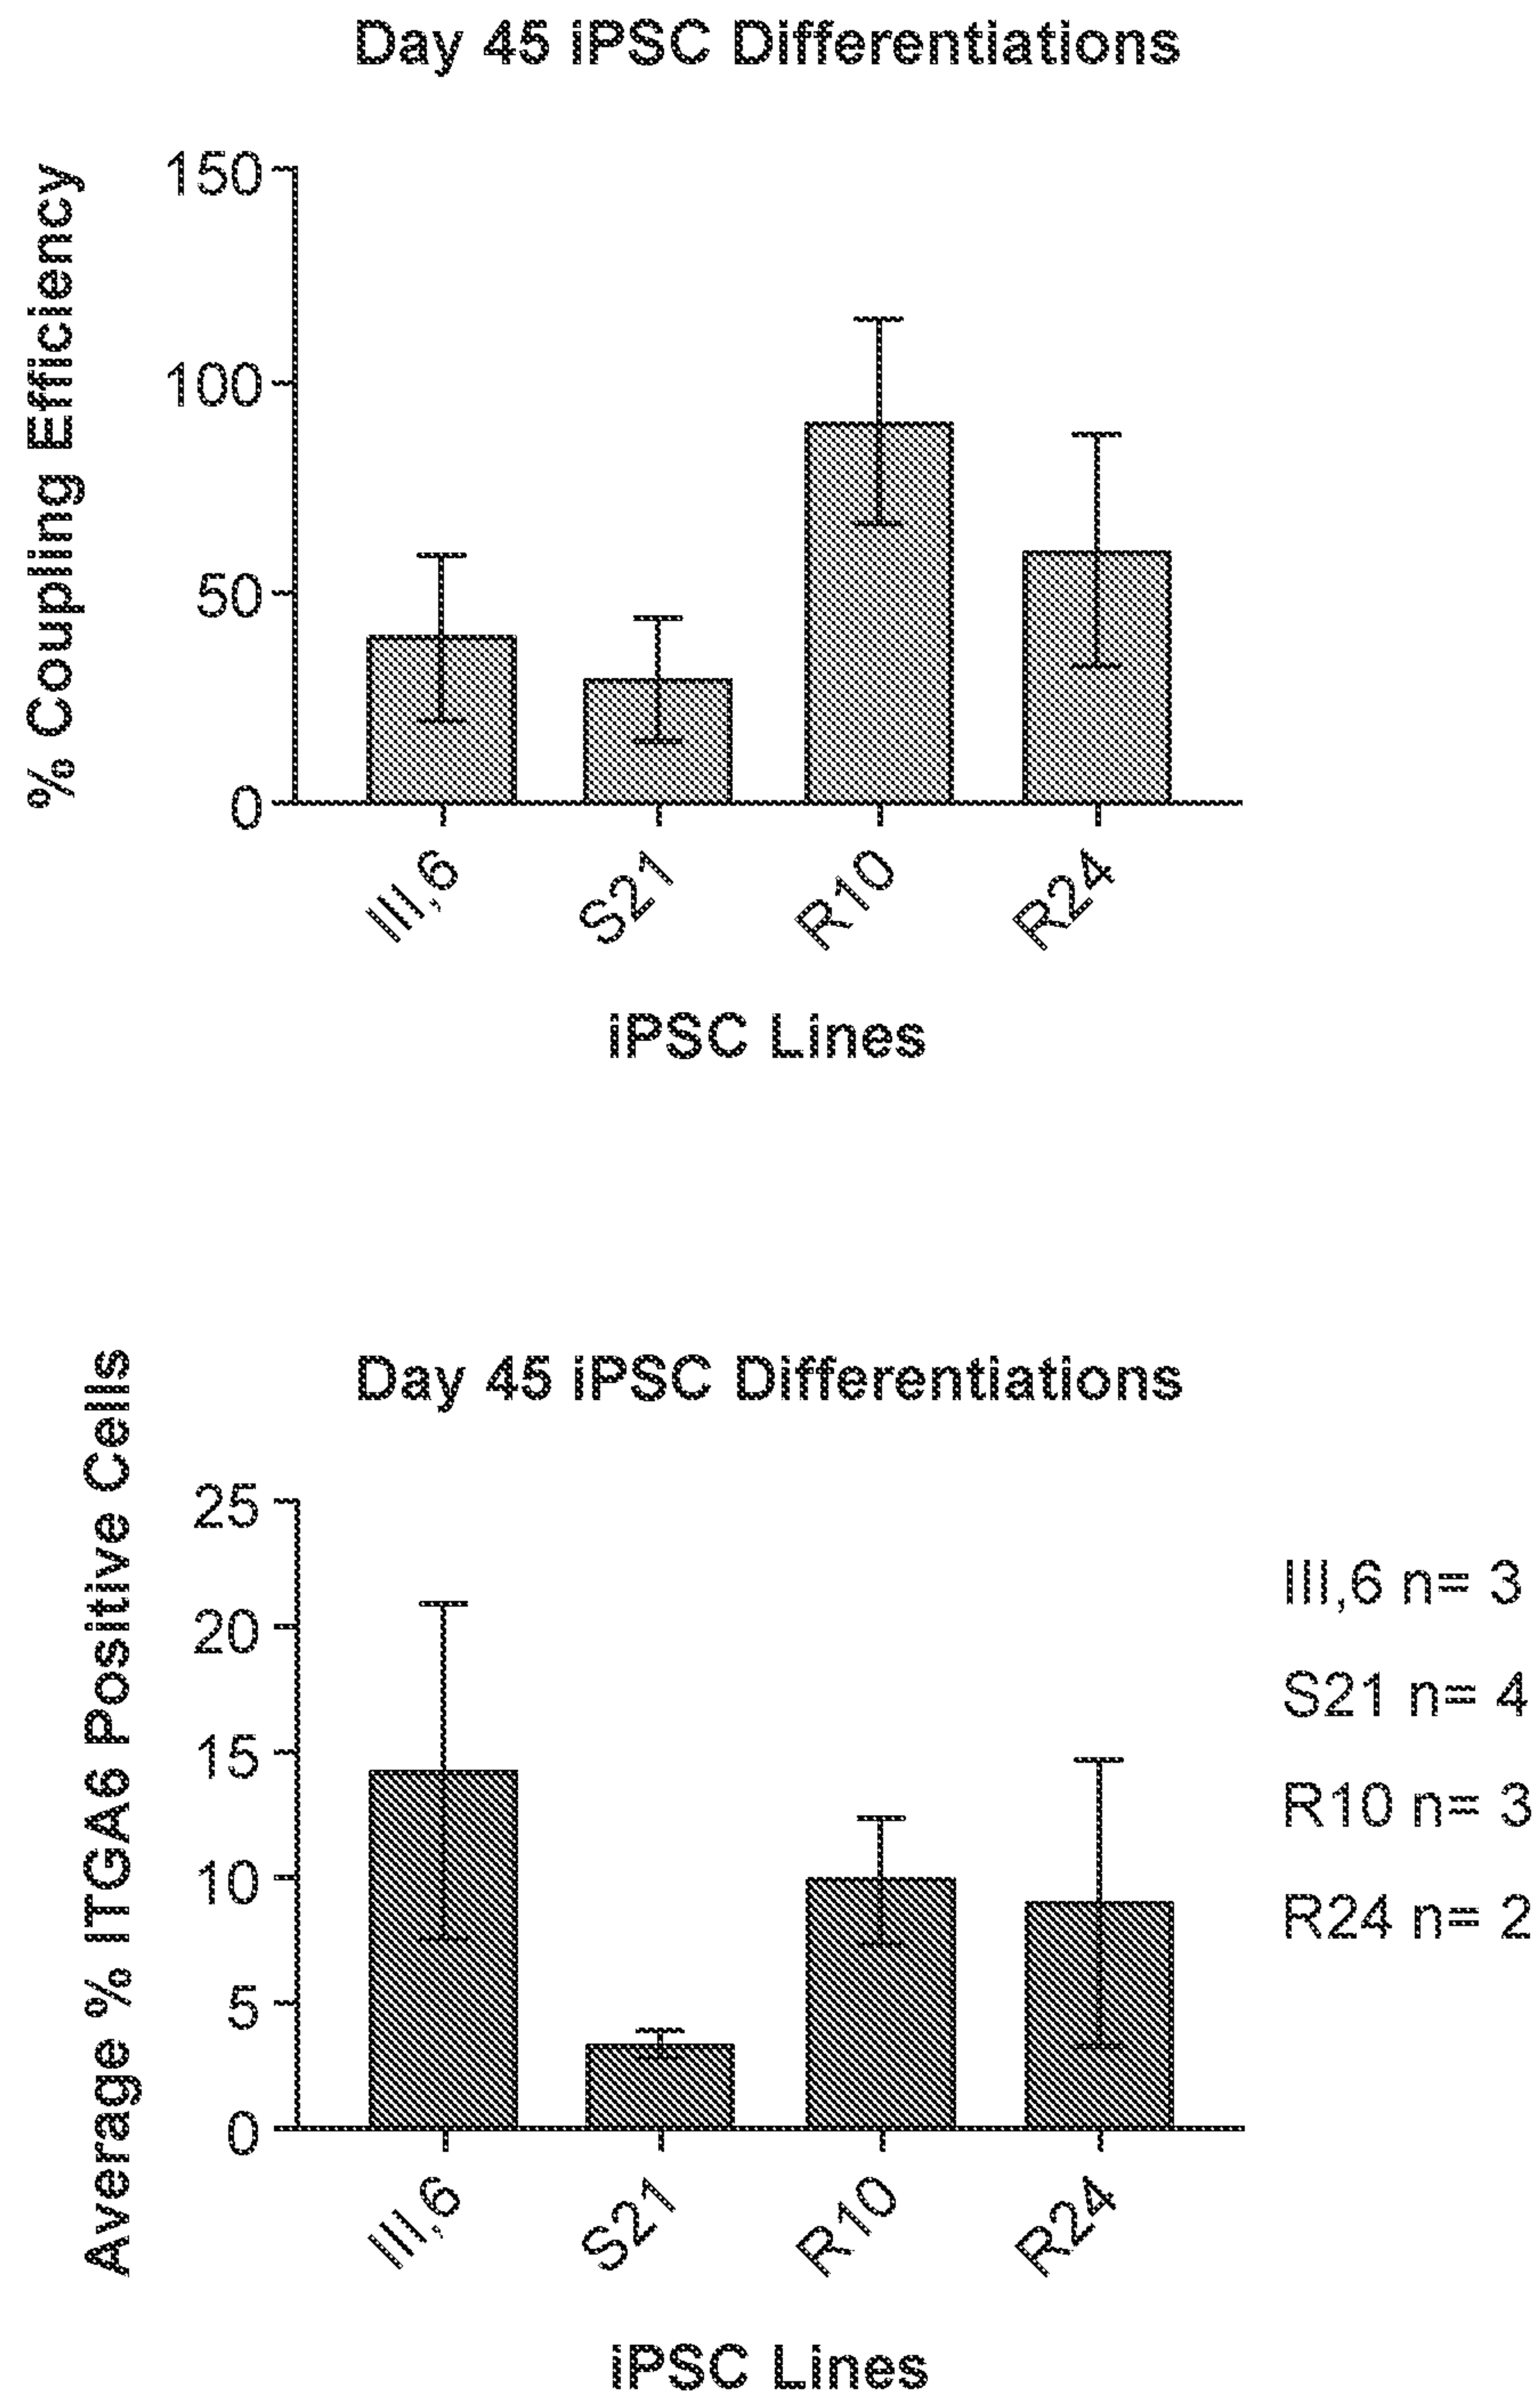 Day 45 iPSC Differentiations
% Coupling Efficiency
150
100
50
0
III,6
S21
R10
R24
iPSC Lines
Day 45 iPSC Differentiations
Average % ITGA6 Positive Cells
25
20
15
10
5
0
III,6
S21
R10
R24
iPSC Lines
III,6 n= 3
S21 n= 4
R10 n= 3
R24 n= 2